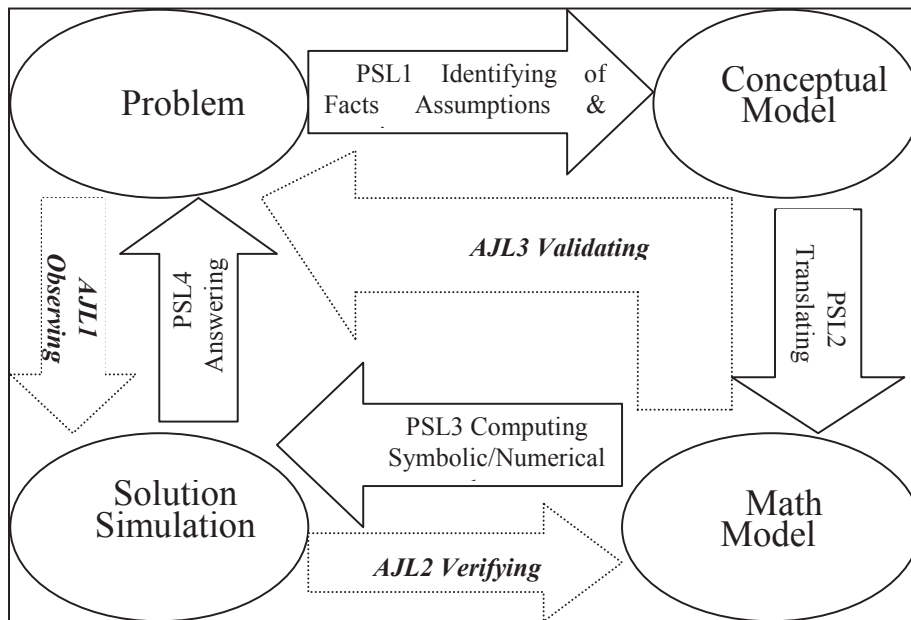 Problem
PSL1 Identifying of
Facts Assumptions &
Conceptual
Model
AJL1
Observing
PSL4
Answering
AJL3 Validating
PSL2
Translating
PSL3 Computing
Symbolic/Numerical
Solution
Simulation
AJL2 Verifying
Math
Model